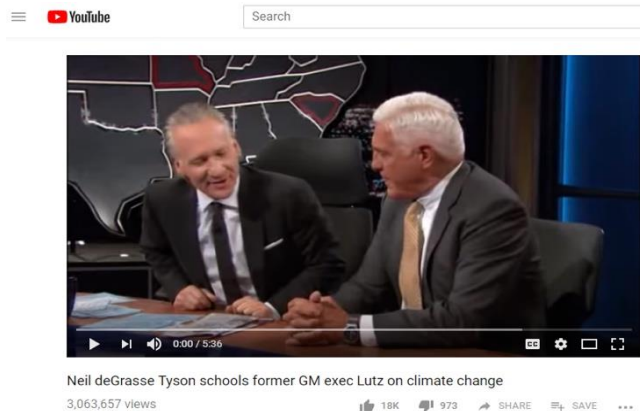 YouTube
Search
0:00 / 5:36
CC
Neil deGrasse Tyson schools former GM exec Lutz on climate change
3,063,657 views
18K
973
SHARE
SAVE